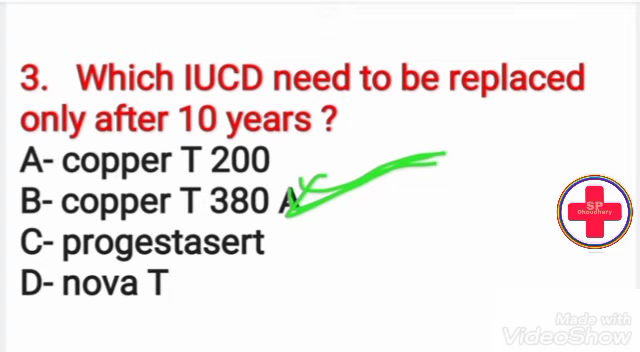 3. Which IUCD need to be replaced
only after 10 years ?
A- copper T 200
B- copper T 380 A
C- progestasert
D- nova T
SP
Choudhury
Made with
VideoShow